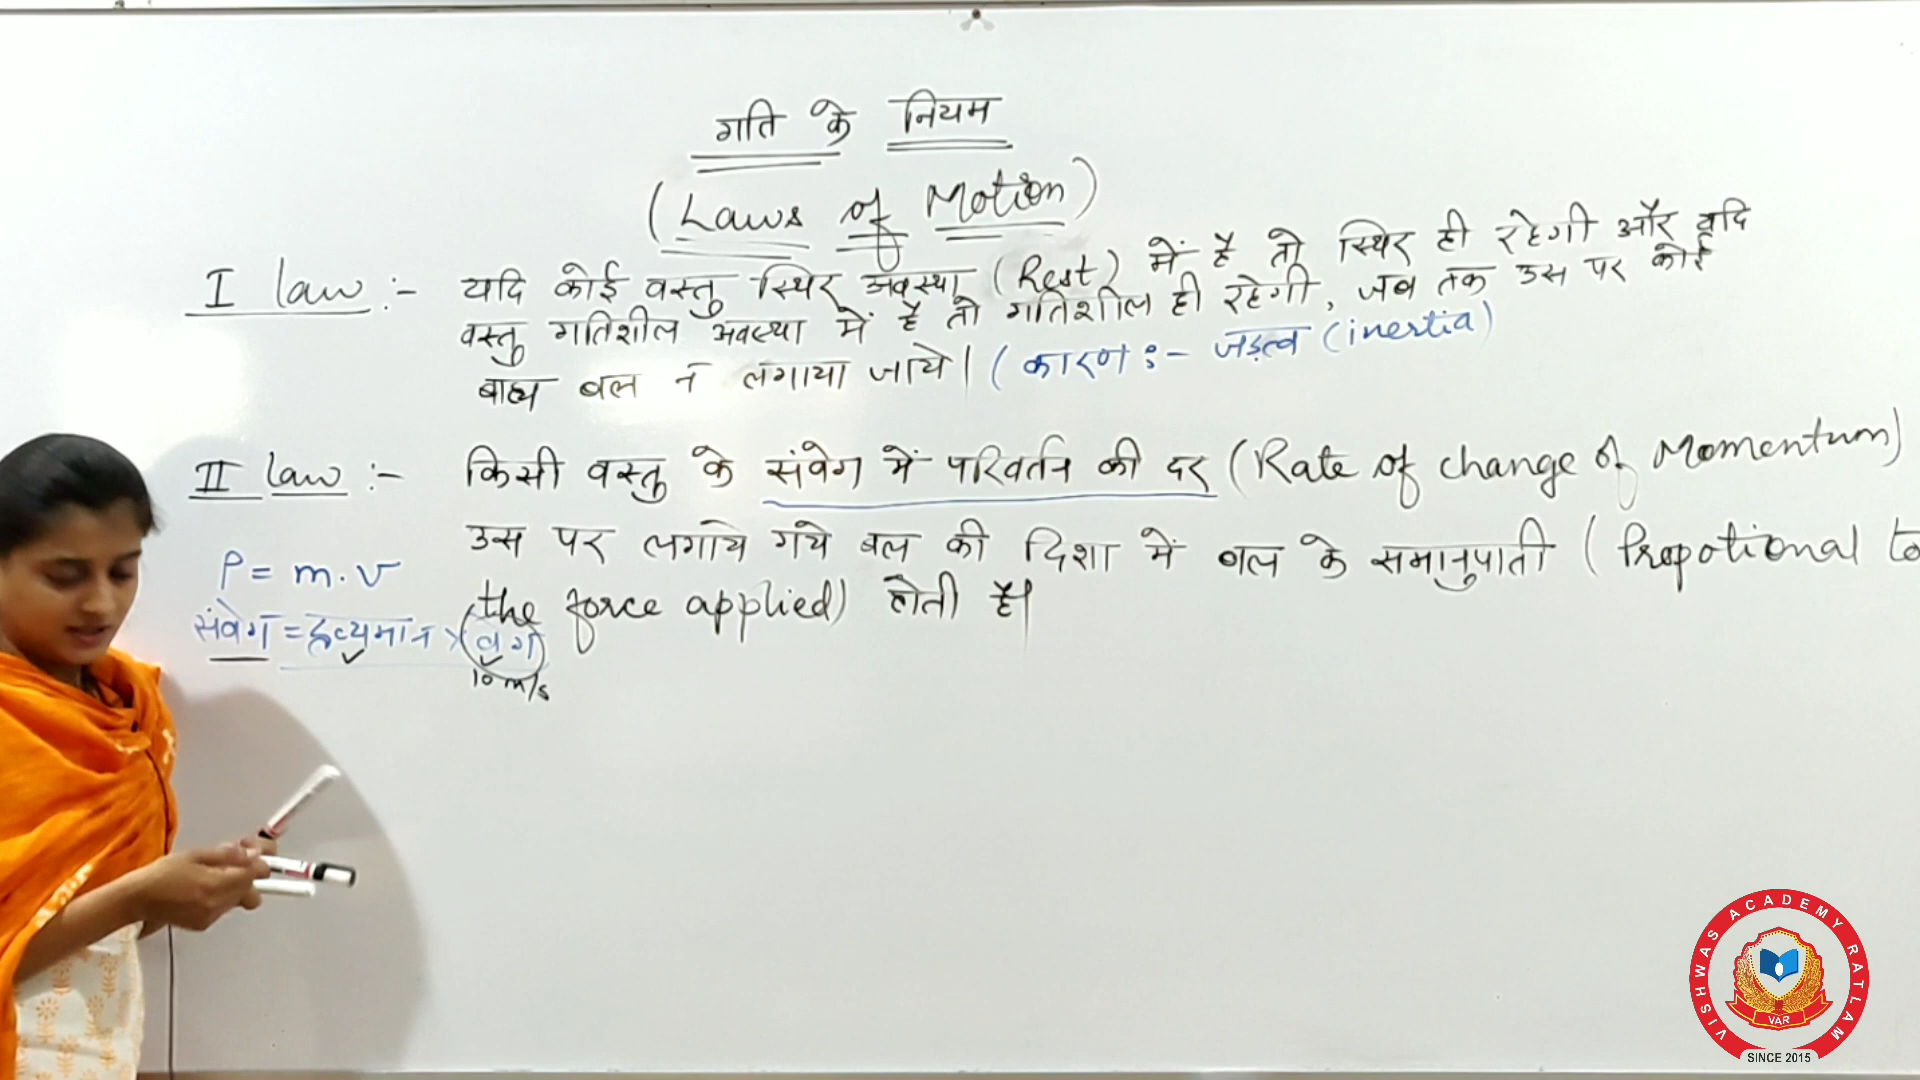 गति के नियम
(Laws of Motion)
I law :- यदि कोई वस्तु स्थिर अवस्था (Rest) में है तो स्थिर ही रहेगी और यदि
वस्तु गतिशील अवस्था में है तो गतिशील ही रहेगी, जब तक उस पर कोई
बाह्य बल न लगाया जाये। (कारण :- जड़त्व (inertia)
II law :- किसी वस्तु के संवेग में परिवर्तन की दर (Rate of change of Momentum)
उस पर लगाये गये बल की दिशा में बल के समानुपाती (Propotional to
the force applied) होती है।
P = m.v
संवेग = द्रव्यमान × वेग
10 m/s
VISHWAS ACADEMY RATLAM
VAR
SINCE 2015